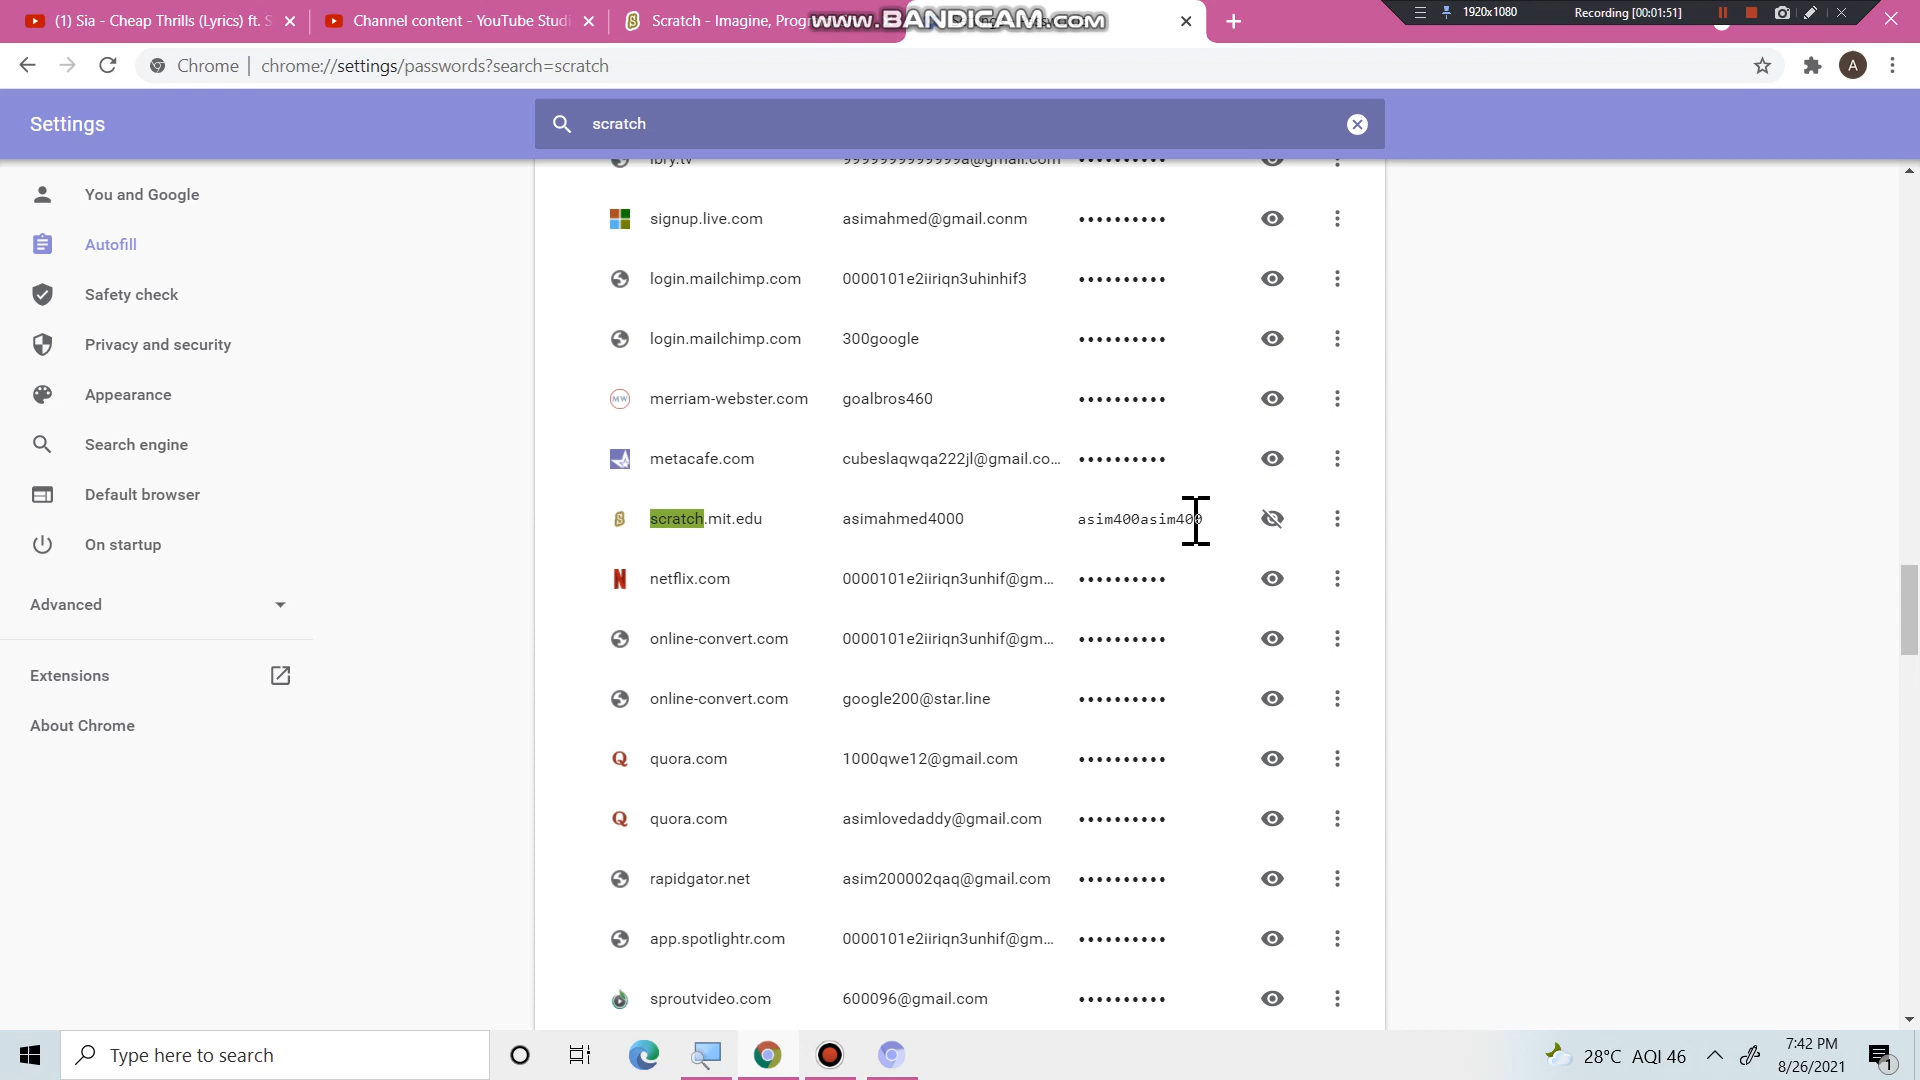 (1) Sia - Cheap Thrills (Lyrics) ft. S
Channel content - YouTube Studi
Scratch - Imagine, Prog
www.BANDICAM.com
1920x1080
Recording [00:01:51]
Chrome | chrome://settings/passwords?search=scratch
A
Settings
scratch
You and Google
Autofill
Safety check
Privacy and security
Appearance
Search engine
Default browser
On startup
Advanced
Extensions
About Chrome
signup.live.com asimahmed@gmail.conm ••••••••••
login.mailchimp.com 0000101e2iiriqn3uhinhif3 ••••••••••
login.mailchimp.com 300google ••••••••••
merriam-webster.com goalbros460 ••••••••••
metacafe.com cubeslaqwqa222jl@gmail.co... ••••••••••
scratch.mit.edu asimahmed4000 asim400asim400
netflix.com 0000101e2iiriqn3unhif@gm... ••••••••••
online-convert.com 0000101e2iiriqn3unhif@gm... ••••••••••
online-convert.com google200@star.line ••••••••••
quora.com 1000qwe12@gmail.com ••••••••••
quora.com asimlovedaddy@gmail.com ••••••••••
rapidgator.net asim200002qaq@gmail.com ••••••••••
app.spotlightr.com 0000101e2iiriqn3unhif@gm... ••••••••••
sproutvideo.com 600096@gmail.com ••••••••••
Type here to search
28°C AQI 46
7:42 PM
8/26/2021
1